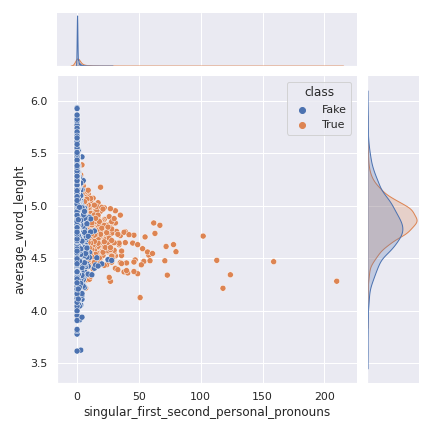 class
Fake
True
6.0
5.5
5.0
4.5
4.0
3.5
average_word_lenght
0
50
100
150
200
singular_first_second_personal_pronouns